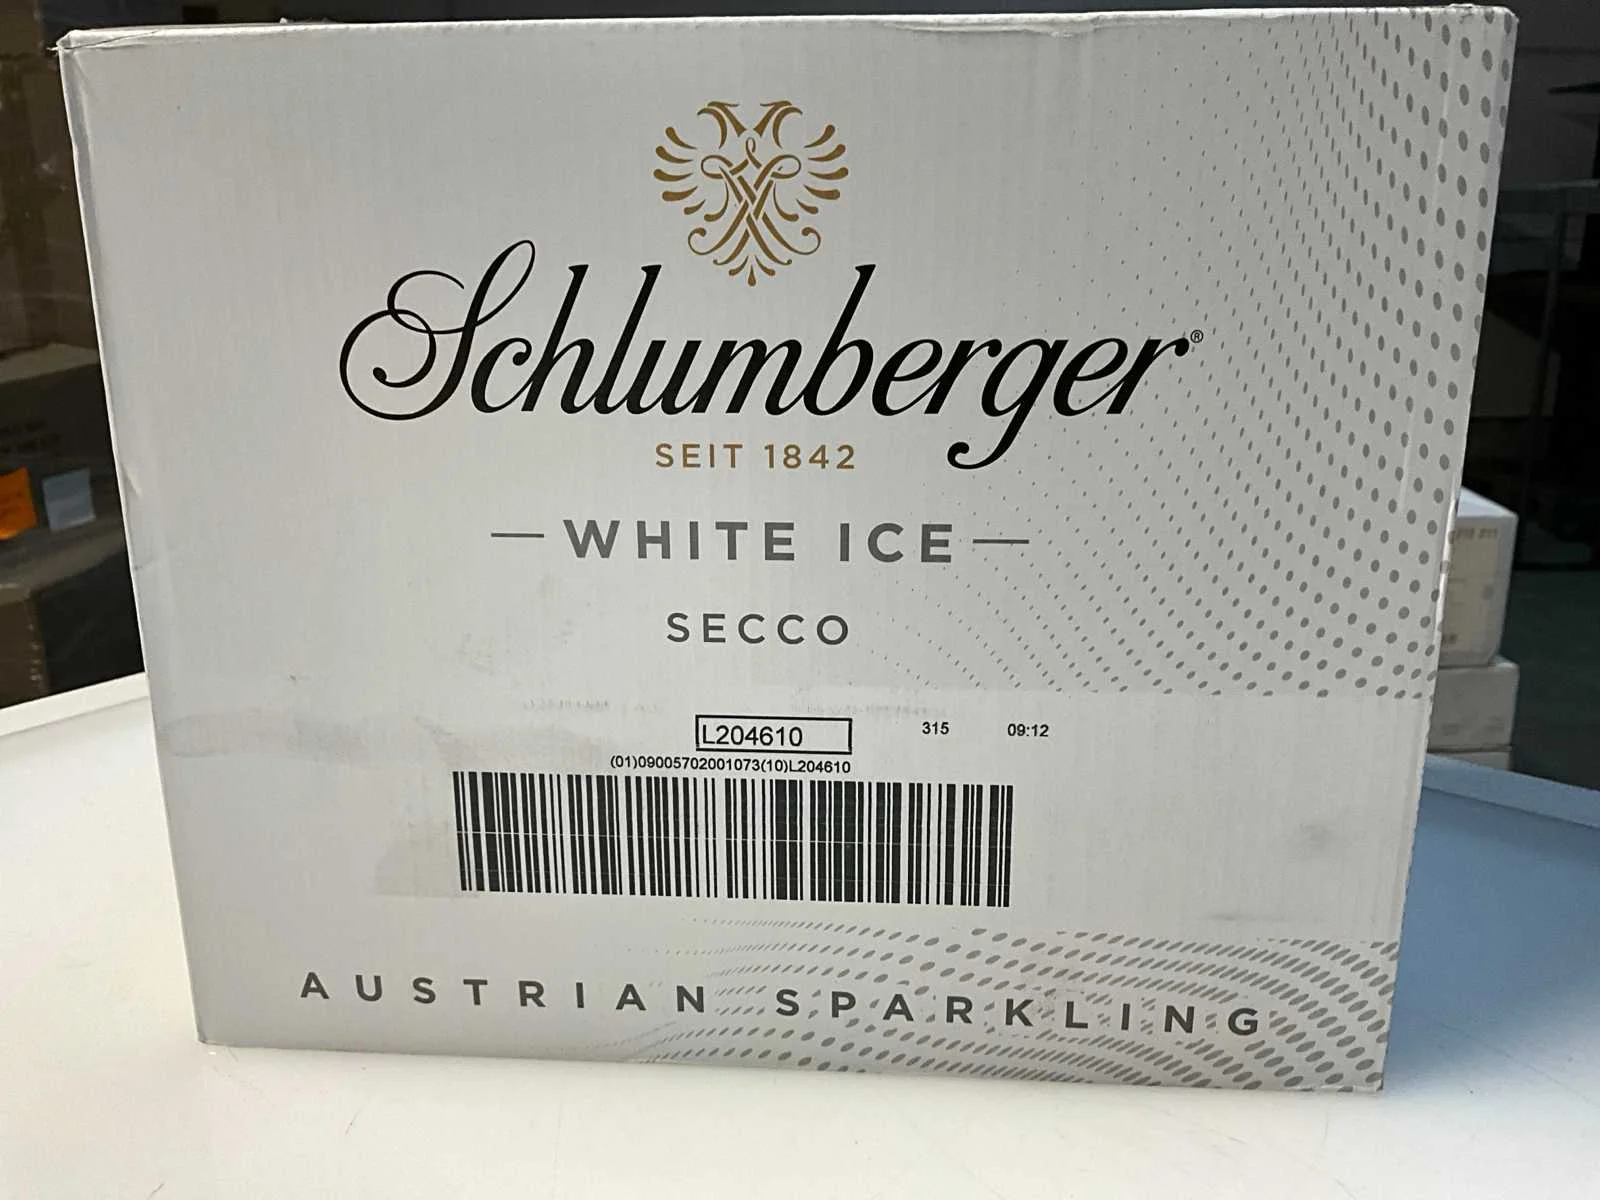 Schlumberger®
SEIT 1842
— WHITE ICE —
SECCO
L204610 315 09:12
(01)09005702001073(10)L204610
AUSTRIAN SPARKLING